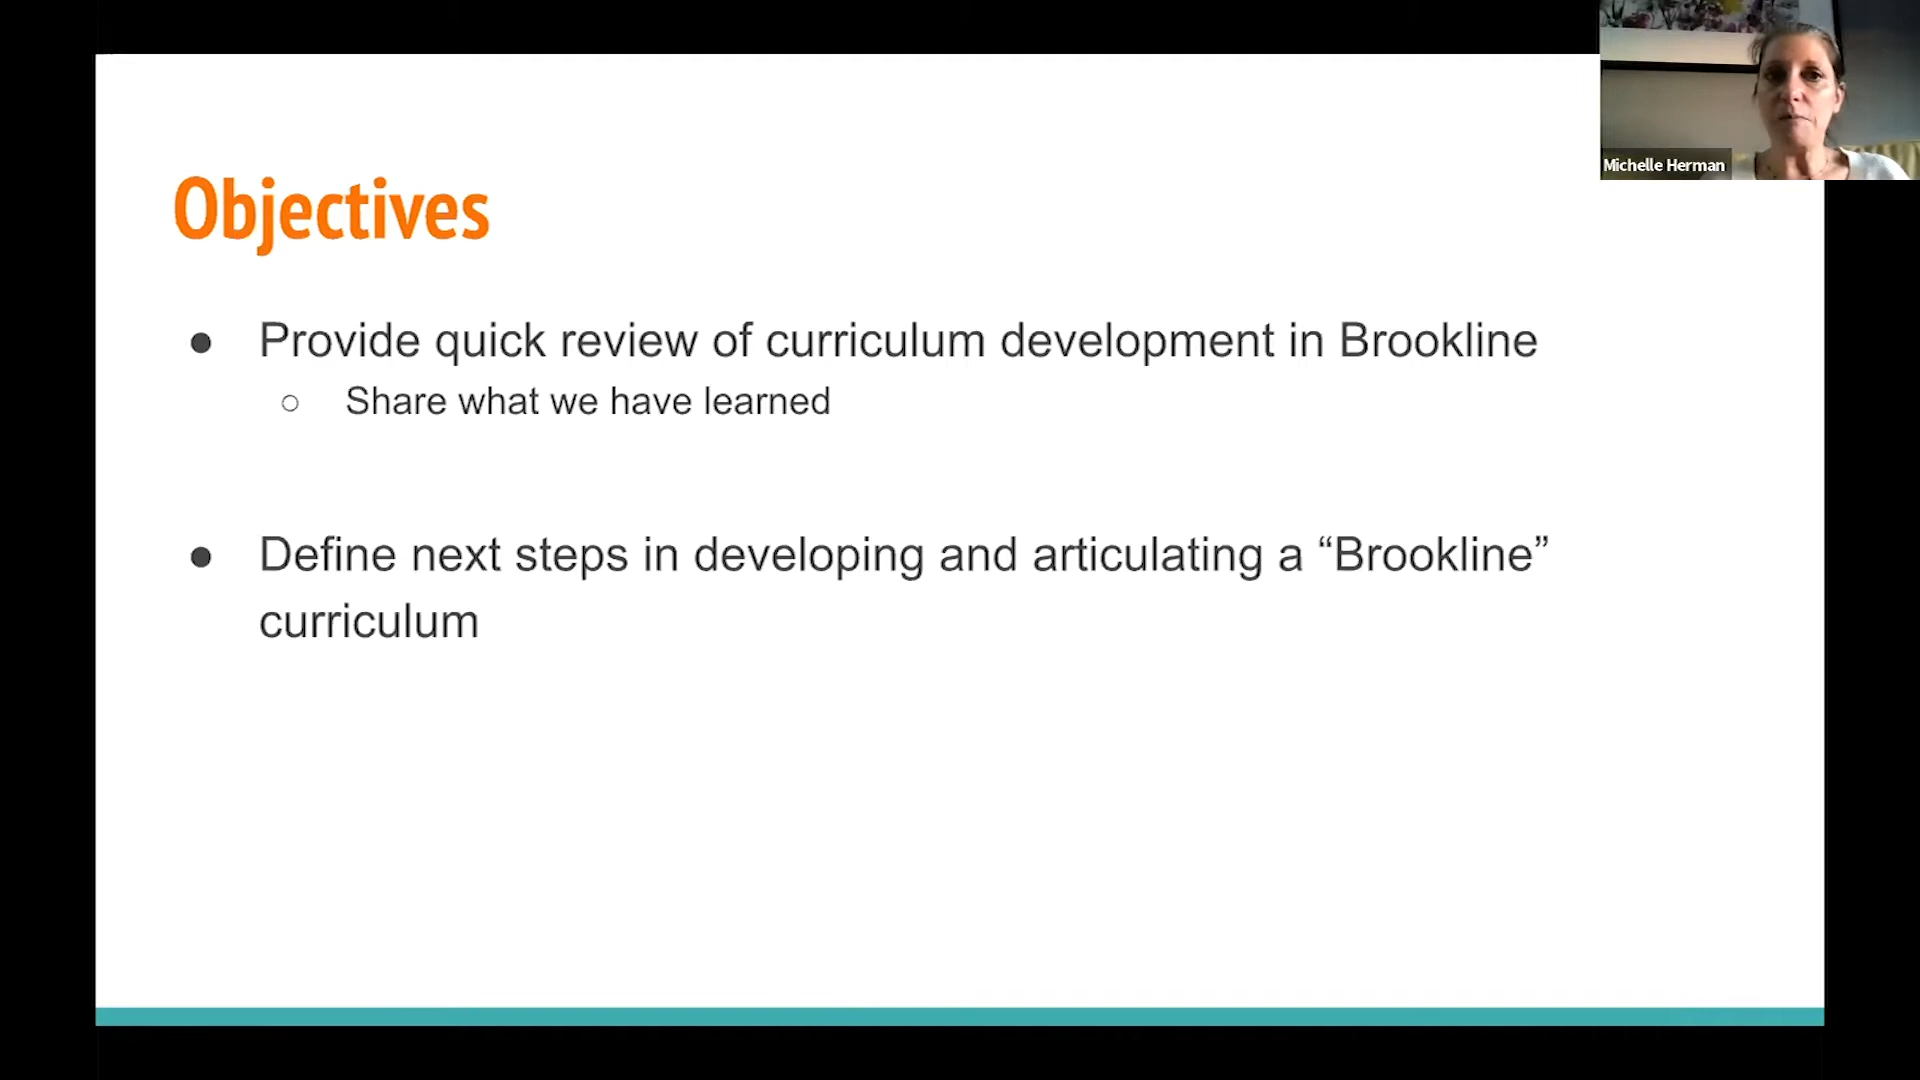 Michelle Herman
Objectives
● Provide quick review of curriculum development in Brookline
○ Share what we have learned
● Define next steps in developing and articulating a “Brookline”
curriculum